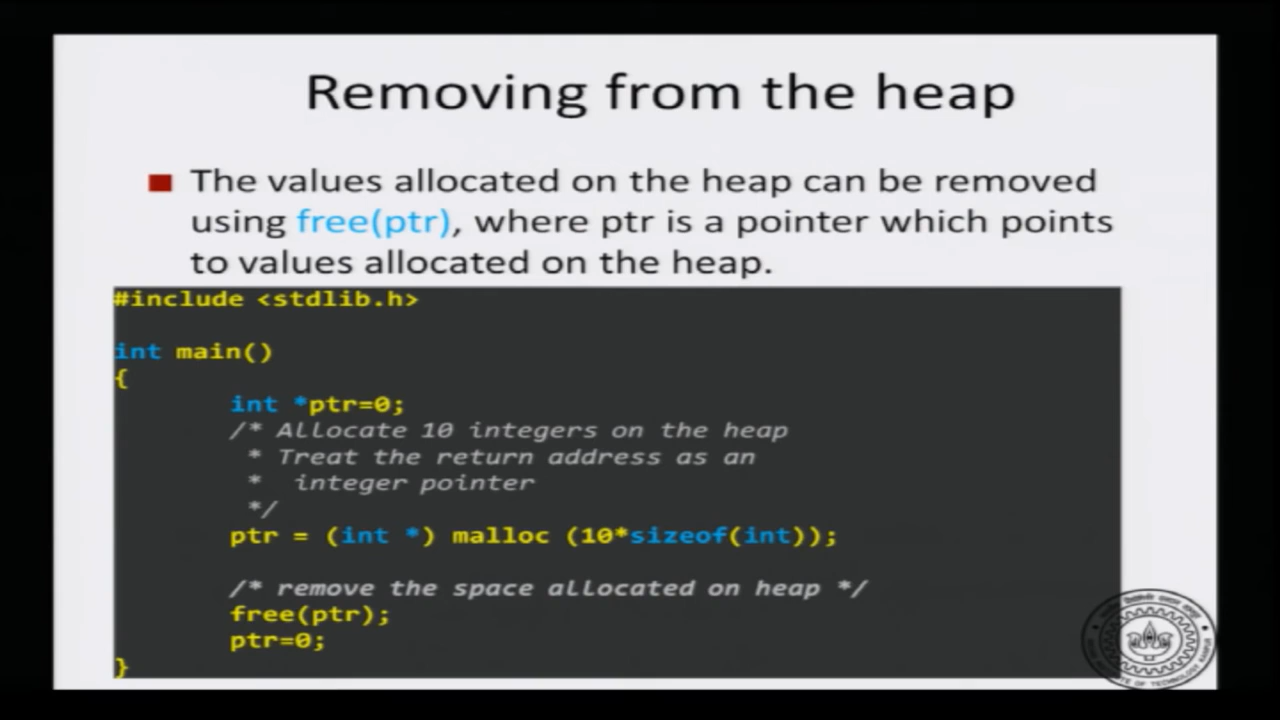 Removing from the heap
The values allocated on the heap can be removed
using free(ptr), where ptr is a pointer which points
to values allocated on the heap.
#include <stdlib.h>
int main()
{
int *ptr=0;
/* Allocate 10 integers on the heap
* Treat the return address as an
* integer pointer
*/
ptr = (int *) malloc (10*sizeof(int));
/* remove the space allocated on heap */
free(ptr);
ptr=0;
}